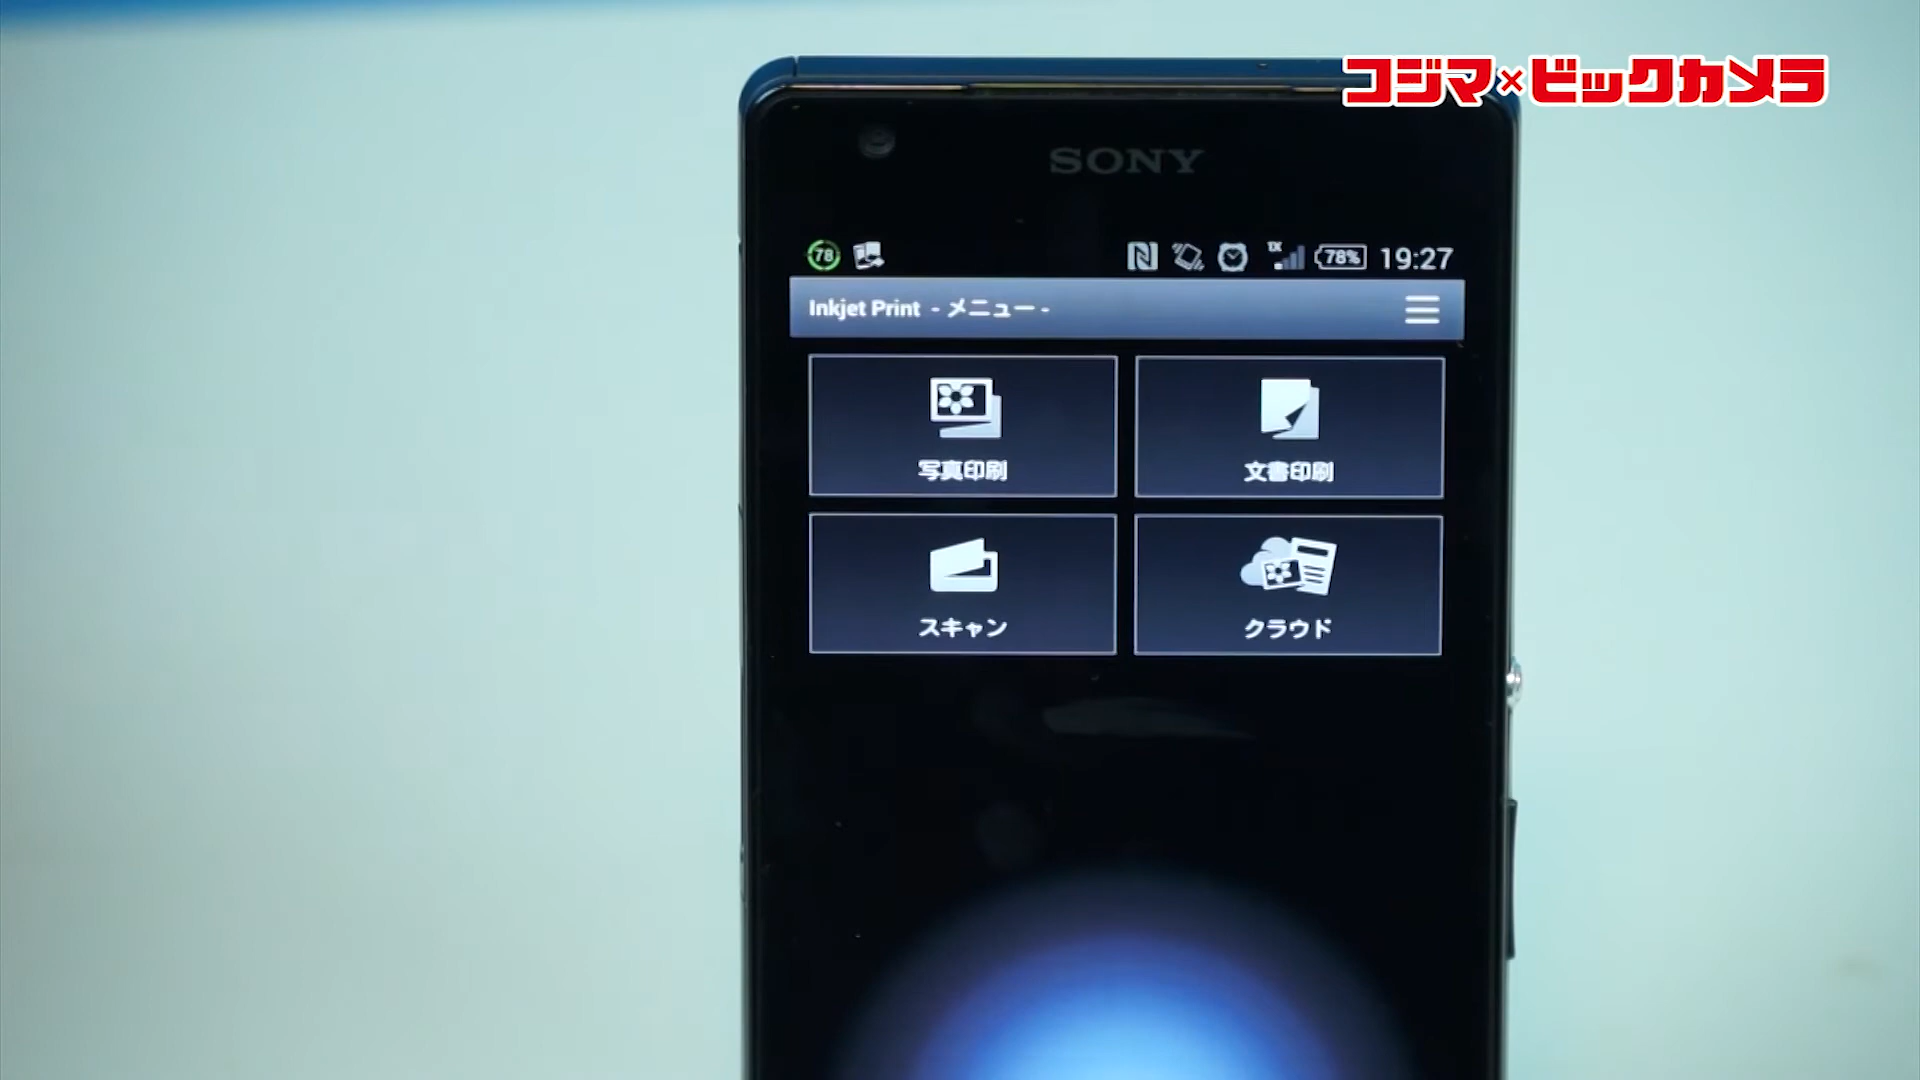 コジマ×ビックカメラ
SONY
78
1X
78%
19:27
Inkjet Print - メニュー -
写真印刷
文書印刷
スキャン
クラウド